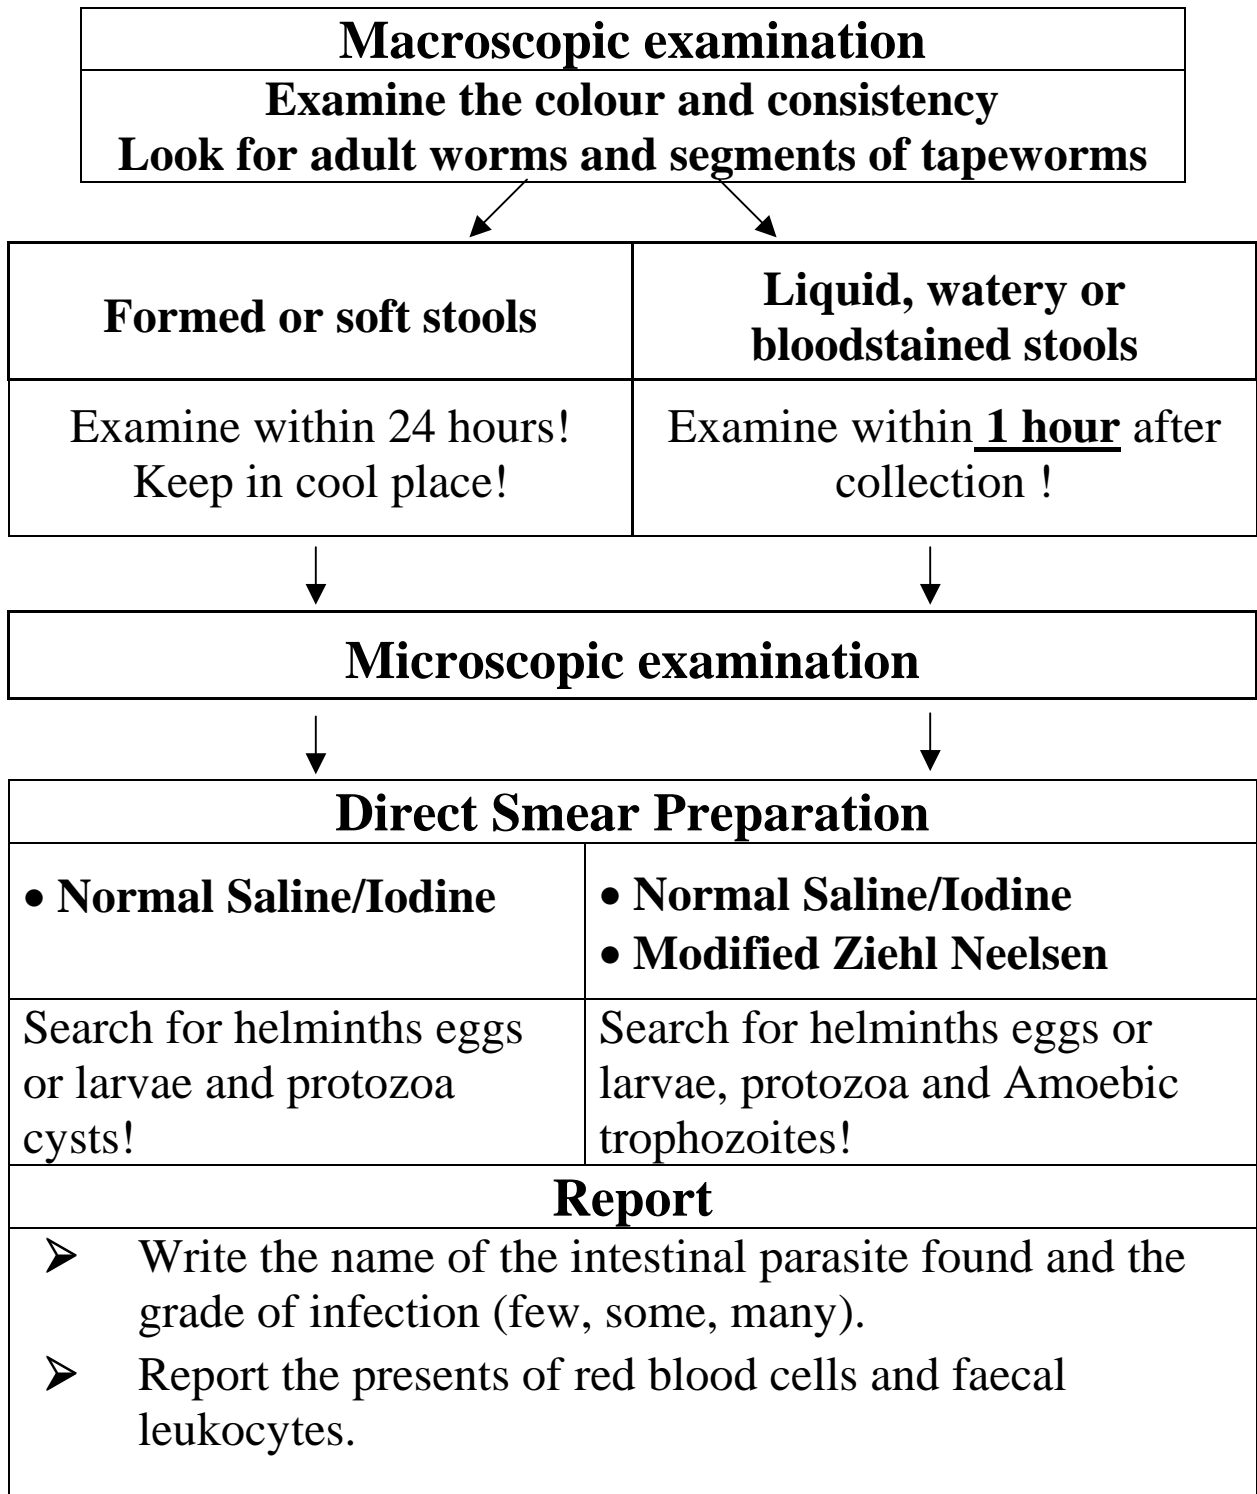 Macroscopic examination
Examine the colour and consistency
Look for adult worms and segments of tapeworms
Formed or soft stools
Liquid, watery or
bloodstained stools
Examine within 24 hours!
Keep in cool place!
Examine within 1 hour after
collection !
Microscopic examination
Direct Smear Preparation
• Normal Saline/Iodine
• Normal Saline/Iodine
• Modified Ziehl Neelsen
Search for helminths eggs
or larvae and protozoa
cysts!
Search for helminths eggs or
larvae, protozoa and Amoebic
trophozoites!
Report
➢ Write the name of the intestinal parasite found and the
grade of infection (few, some, many).
➢ Report the presents of red blood cells and faecal
leukocytes.